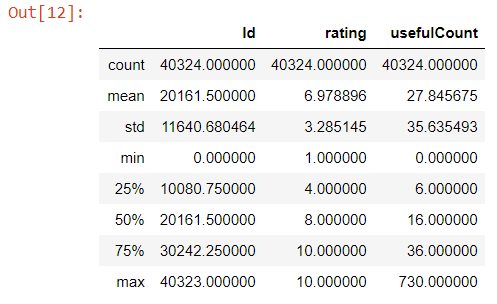 Out[12]:
Id rating usefulCount
count 40324.000000 40324.000000 40324.000000
mean 20161.500000 6.978896 27.845675
std 11640.680464 3.285145 35.635493
min 0.000000 1.000000 0.000000
25% 10080.750000 4.000000 6.000000
50% 20161.500000 8.000000 16.000000
75% 30242.250000 10.000000 36.000000
max 40323.000000 10.000000 730.000000